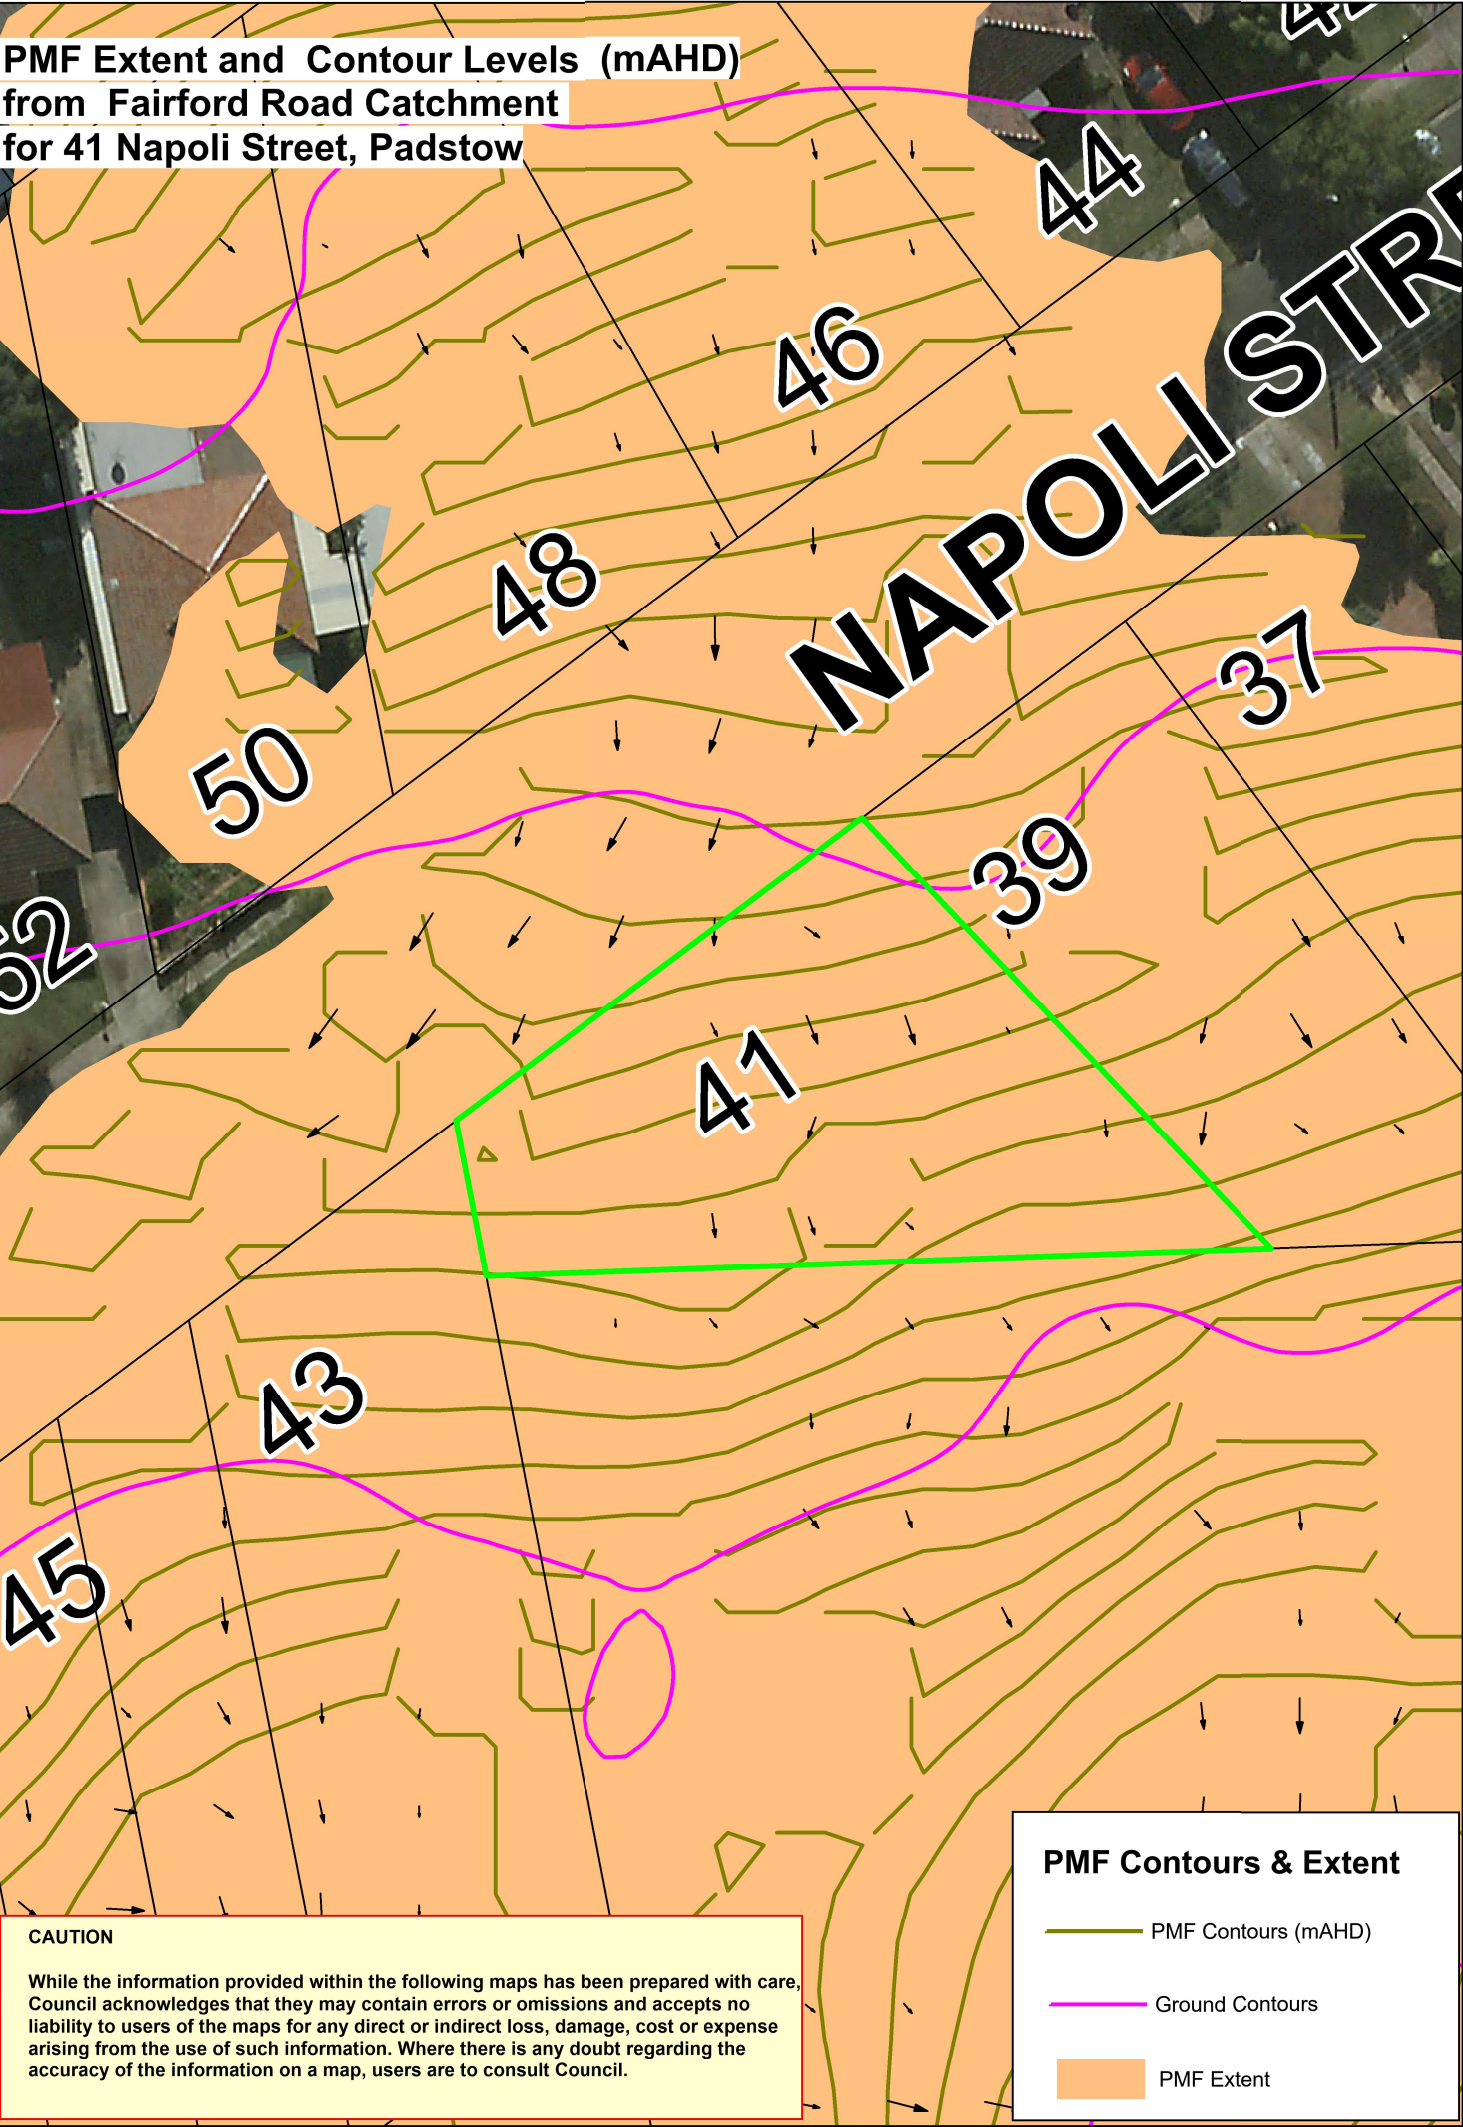 PMF Extent and Contour Levels (mAHD)
from Fairford Road Catchment
for 41 Napoli Street, Padstow
44
46
48
50
52
NAPOLI
37
39
41
43
45
CAUTION
While the information provided within the following maps has been prepared with care,
Council acknowledges that they may contain errors or omissions and accepts no
liability to users of the maps for any direct or indirect loss, damage, cost or expense
arising from the use of such information. Where there is any doubt regarding the
accuracy of the information on a map, users are to consult Council.
PMF Contours & Extent
PMF Contours (mAHD)
Ground Contours
PMF Extent